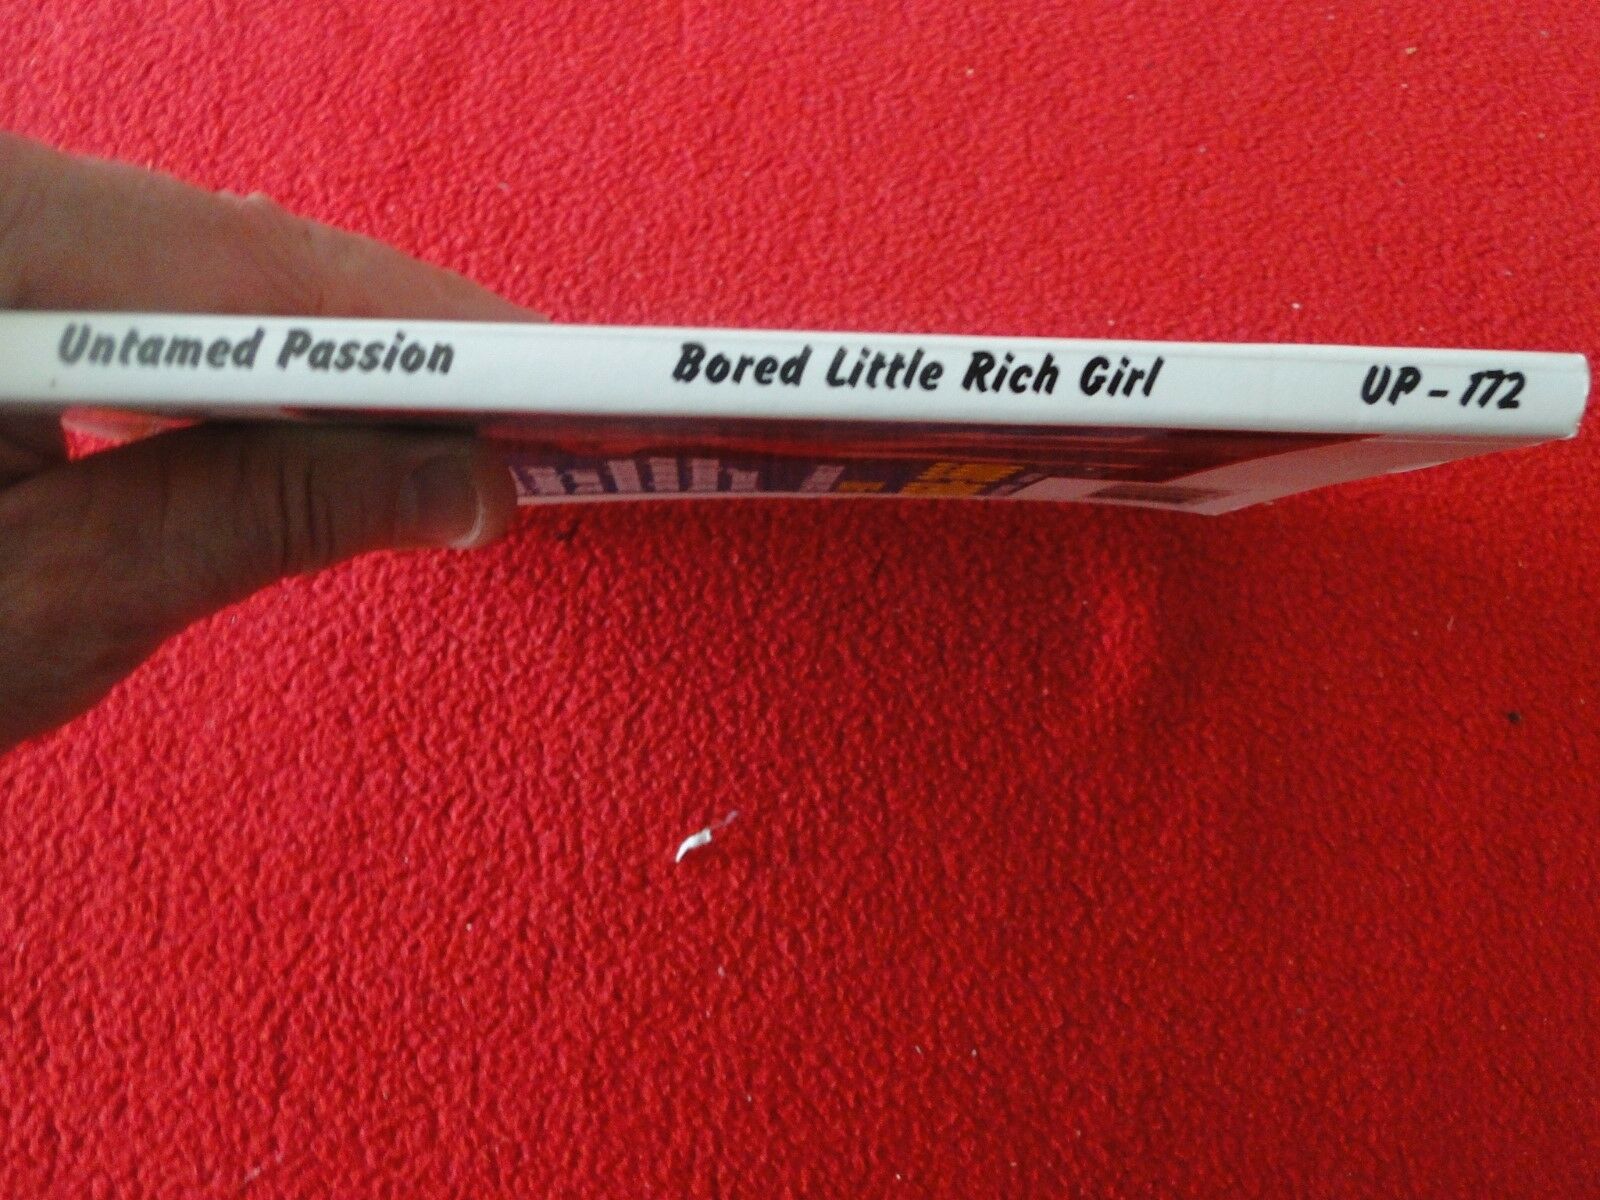 Untamed Passion Bored Little Rich Girl UP - 172